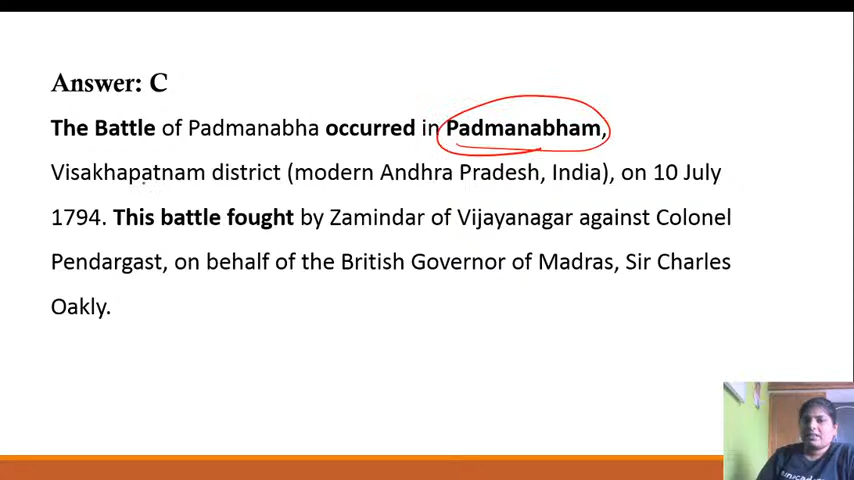 Answer: C
The Battle of Padmanabha occurred in Padmanabham,
Visakhapatnam district (modern Andhra Pradesh, India), on 10 July
1794. This battle fought by Zamindar of Vijayanagar against Colonel
Pendargast, on behalf of the British Governor of Madras, Sir Charles
Oakly.